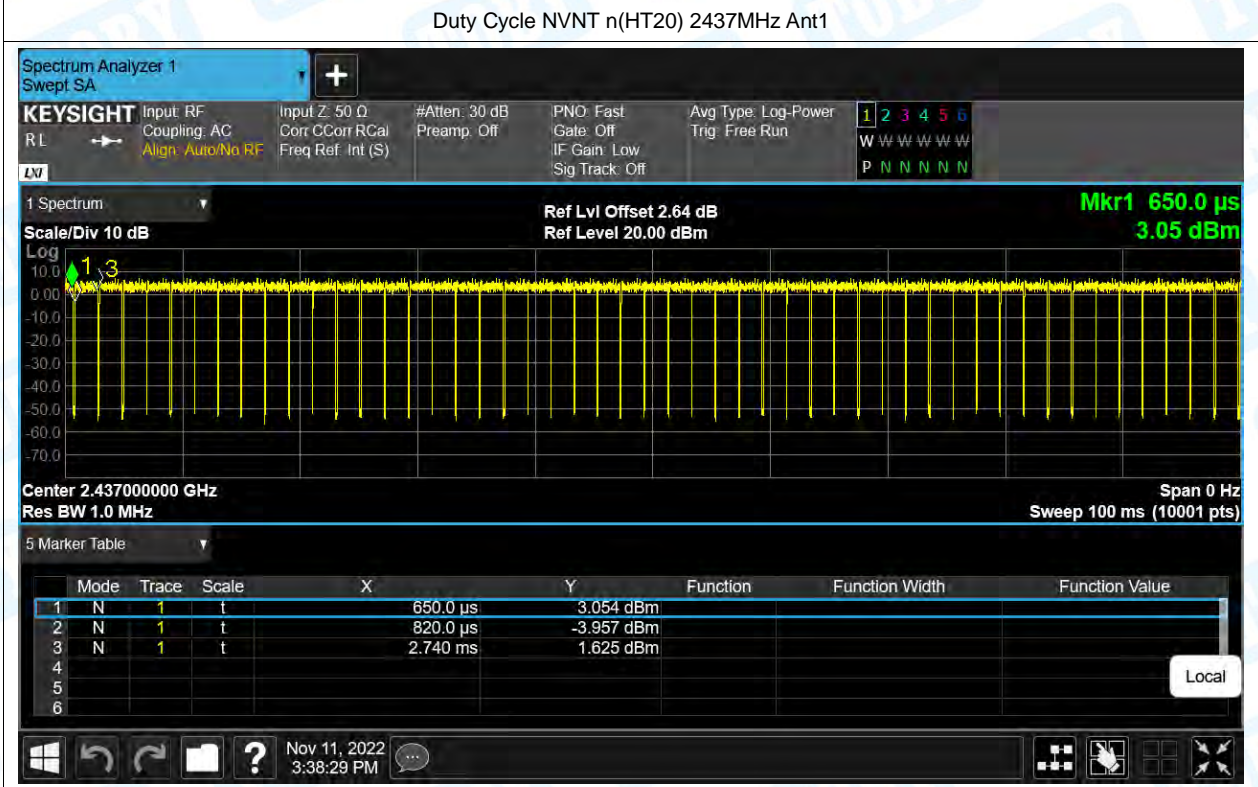 Duty Cycle NVNT n(HT20) 2437MHz Ant1
Spectrum Analyzer 1
Swept SA
+
KEYSIGHT Input: RF Input Z: 50 Ω #Atten: 30 dB PNO: Fast Avg Type: Log-Power 1 2 3 4 5 6
RL Coupling: AC Corr CCorr RCal Preamp: Off Gate: Off Trig: Free Run W W W W W W
Align: Auto/No RF Freq Ref: Int (S) IF Gain: Low P N N N N N
LXI Sig Track: Off
1 Spectrum Ref Lvl Offset 2.64 dB Mkr1 650.0 µs
Scale/Div 10 dB Ref Level 20.00 dBm 3.05 dBm
Log
1 3
10.0
0.00
-10.0
-20.0
-30.0
-40.0
-50.0
-60.0
-70.0
Center 2.437000000 GHz Span 0 Hz
Res BW 1.0 MHz Sweep 100 ms (10001 pts)
5 Marker Table
Mode Trace Scale X Y Function Function Width Function Value
1 N 1 t 650.0 µs 3.054 dBm
2 N 1 t 820.0 µs -3.957 dBm
3 N 1 t 2.740 ms 1.625 dBm
4
5
6
Local
? Nov 11, 2022
3:38:29 PM